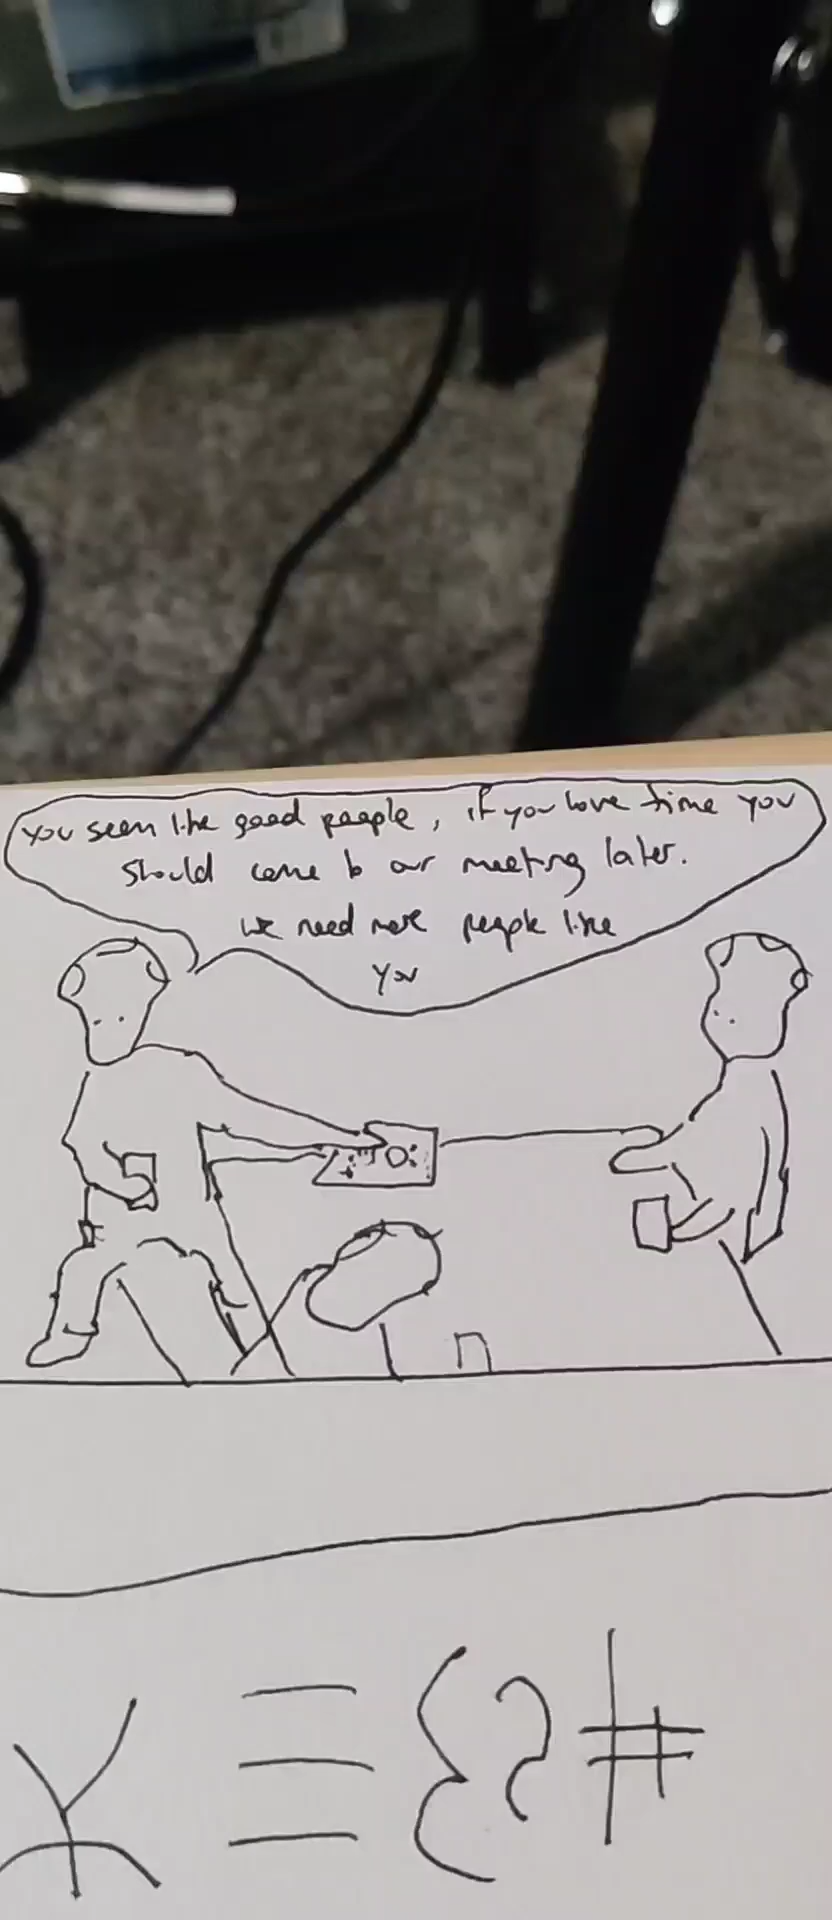 you seem like good people, if you have time you
should come to our meeting later.
we need more people like
you